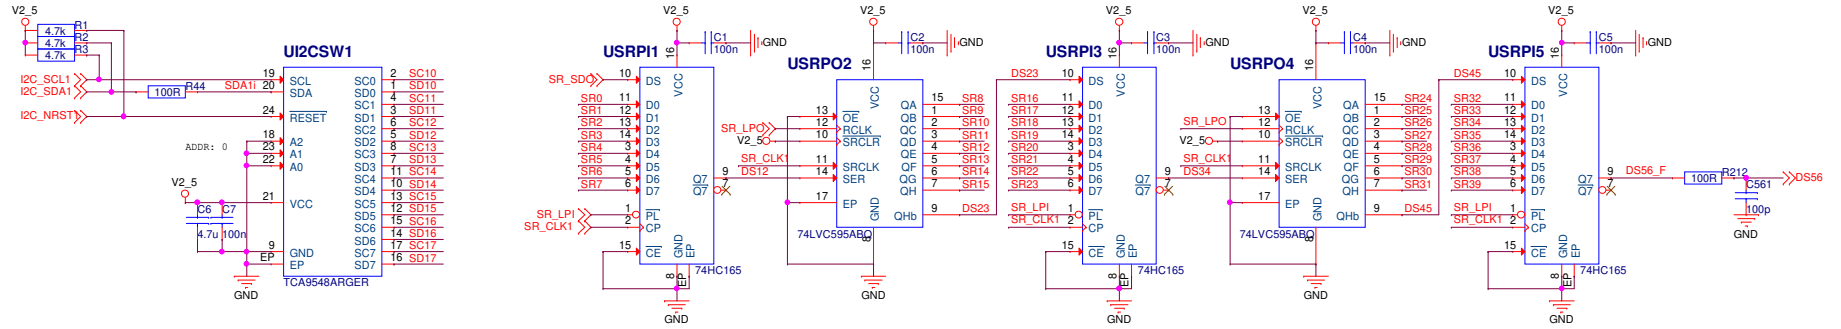 V2_5
4.7k R1
4.7k R2
4.7k R3
I2C_SCL1
I2C_SDA1
I2C_NRST1
100R R44
SDA1i
ADDR: 0
V2_5
C6 C7
4.7u 100n
GND
UI2CSW1
19 SCL
20 SDA
24 RESET
18 A2
23 A1
22 A0
21 VCC
9 GND
EP EP
SC0 2 SC10
SD0 1 SD10
SC1 4 SC11
SD1 3 SD11
SC2 6 SC12
SD2 5 SD12
SC3 8 SC13
SD3 7 SD13
SC4 11 SC14
SD4 10 SD14
SC5 13 SC15
SD5 12 SD15
SC6 15 SC16
SD6 14 SD16
SC7 17 SC17
SD7 16 SD17
TCA9548ARGER
V2_5
C1
100n
GND
USRPI1
16 VCC
SR_SDO 10 DS
SR0 11 D0
SR1 12 D1
SR2 13 D2
SR3 14 D3
SR4 3 D4
SR5 4 D5
SR6 5 D6
SR7 6 D7
SR_LPI 1 PL
SR_CLK1 2 CP
15 CE
Q7 9
Q7 7
GND EP
8 EP
74HC165
GND
V2_5
C2
100n
GND
USRPO2
16 VCC
13 OE
SR_LPO 12 RCLK
V2_5 10 SRCLR
SR_CLK1 11 SRCLK
DS12 14 SER
17 EP
GND
8
QA 15 SR8
QB 1 SR9
QC 2 SR10
QD 3 SR11
QE 4 SR12
QF 5 SR13
QG 6 SR14
QH 7 SR15
QHb 9 DS23
74LVC595ABQ
GND
V2_5
C3
100n
GND
USRPI3
16 VCC
DS23 10 DS
SR16 11 D0
SR17 12 D1
SR18 13 D2
SR19 14 D3
SR20 3 D4
SR21 4 D5
SR22 5 D6
SR23 6 D7
SR_LPI 1 PL
SR_CLK1 2 CP
15 CE
Q7 9
Q7 7
GND EP
8 EP
74HC165
GND
V2_5
C4
100n
GND
USRPO4
16 VCC
13 OE
SR_LPO 12 RCLK
V2_5 10 SRCLR
SR_CLK1 11 SRCLK
DS34 14 SER
17 EP
GND
8
QA 15 SR24
QB 1 SR25
QC 2 SR26
QD 3 SR27
QE 4 SR28
QF 5 SR29
QG 6 SR30
QH 7 SR31
QHb 9 DS45
74LVC595ABQ
GND
V2_5
C5
100n
GND
USRPI5
16 VCC
DS45 10 DS
SR32 11 D0
SR33 12 D1
SR34 13 D2
SR35 14 D3
SR36 3 D4
SR37 4 D5
SR38 5 D6
SR39 6 D7
SR_LPI 1 PL
SR_CLK1 2 CP
15 CE
Q7 9 DS56_F
Q7 7
GND EP
8 EP
74HC165
GND
100R R212
DS56
C561
100p
GND